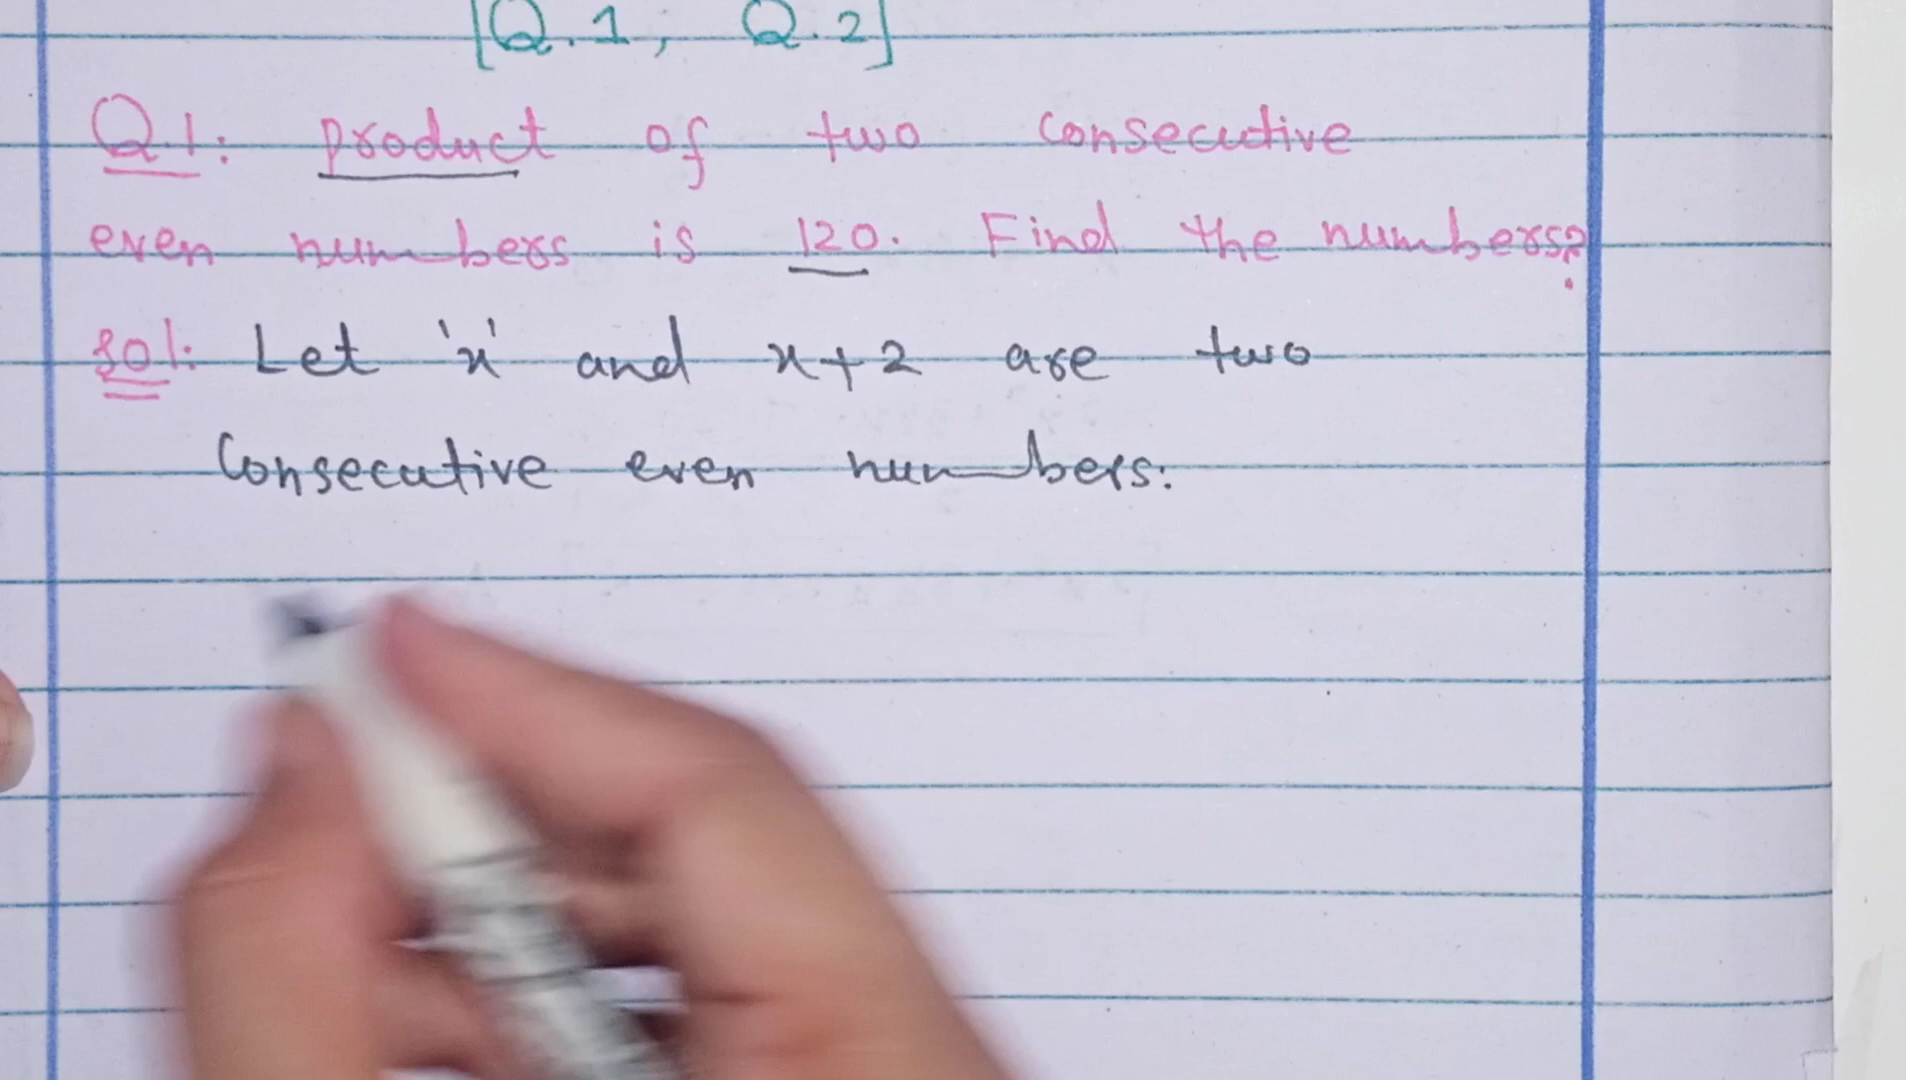 [Q.1, Q.2]
Q.1: product of two consecutive
even numbers is 120. Find the numbers?
Sol: Let 'x' and x+2 are two
Consecutive even numbers.